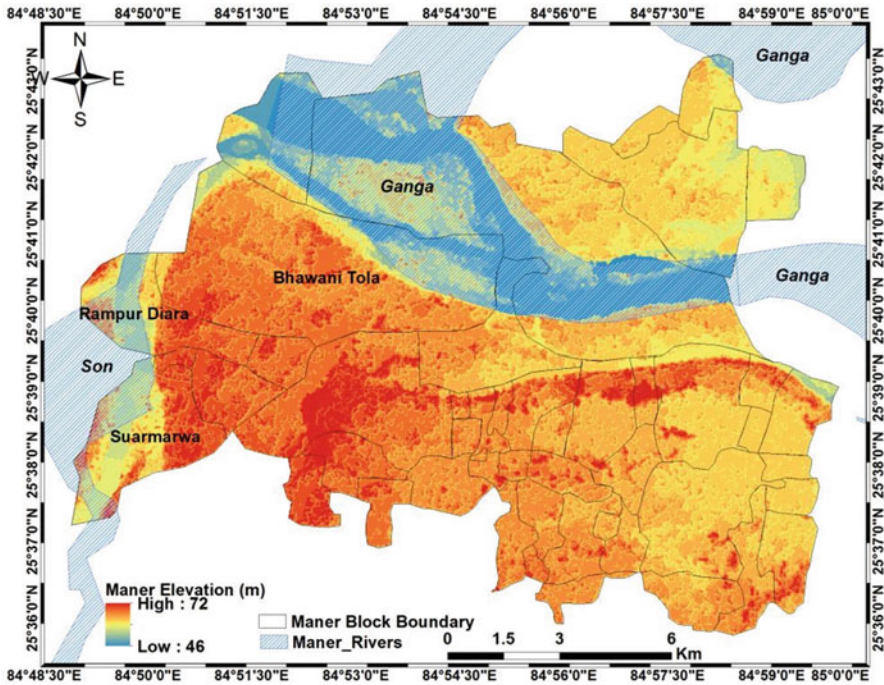 84°48'30"E 84°50'0"E 84°51'30"E 84°53'0"E 84°54'30"E 84°56'0"E 84°57'30"E 84°59'0"E 85°0'0"E
N
W E
S
Ganga
Ganga
Ganga
Bhawani Tola
Rampur Diara
Son
Suarmarwa
25°43'0"N
25°42'0"N
25°41'0"N
25°40'0"N
25°39'0"N
25°38'0"N
25°37'0"N
25°36'0"N
25°43'0"N
25°42'0"N
25°41'0"N
25°40'0"N
25°39'0"N
25°38'0"N
25°37'0"N
25°36'0"N
Maner Elevation (m)
High : 72
Low : 46
Maner Block Boundary
Maner_Rivers
0 1.5 3 6
Km
84°48'30"E 84°50'0"E 84°51'30"E 84°53'0"E 84°54'30"E 84°56'0"E 84°57'30"E 84°59'0"E 85°0'0"E